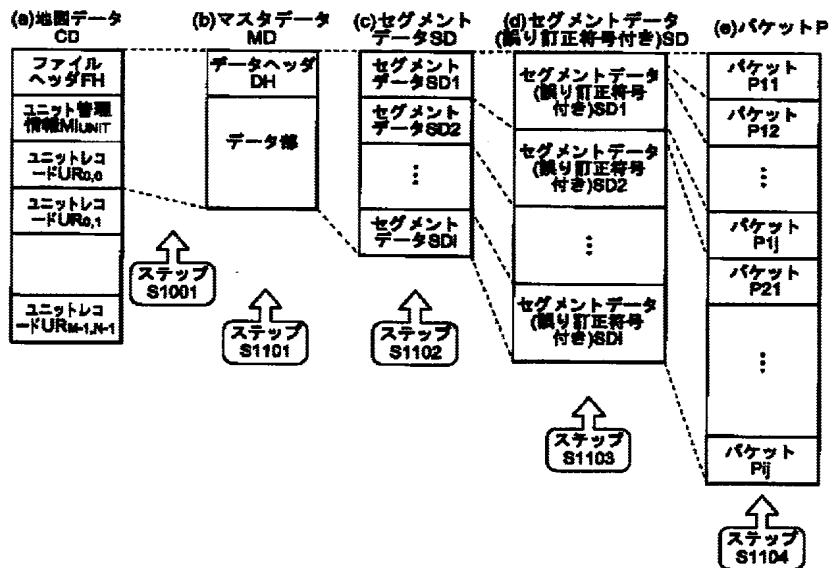 (a)地図データ
CD
ファイル
ヘッダFH
ユニット管理
情報MIUNIT
ユニットレコ
ードUR0,0
ユニットレコ
ードUR0,1
ユニットレコ
ードURM-1,N-1
ステップ
S1001
(b)マスタデータ
MD
データヘッダ
DH
データ部
ステップ
S1101
(c)セグメント
データSD
セグメント
データSD1
セグメント
データSD2
⋮
セグメント
データSDi
ステップ
S1102
(d)セグメントデータ
(誤り訂正符号付き)SD
セグメントデータ
(誤り訂正符号
付き)SD1
セグメントデータ
(誤り訂正符号
付き)SD2
⋮
セグメントデータ
(誤り訂正符号
付き)SDi
ステップ
S1103
(e)パケットP
パケット
P11
パケット
P12
⋮
パケット
P1j
パケット
P21
⋮
パケット
Pij
ステップ
S1104